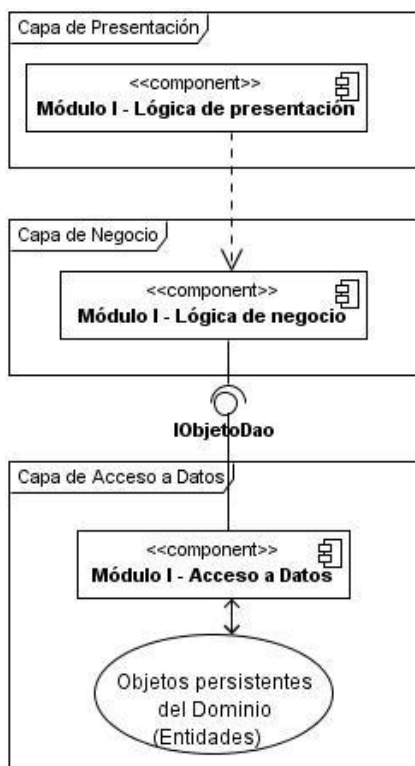 Capa de Presentación
<<component>>
Módulo I - Lógica de presentación
Capa de Negocio
<<component>>
Módulo I - Lógica de negocio
IObjetoDao
Capa de Acceso a Datos
<<component>>
Módulo I - Acceso a Datos
Objetos persistentes
del Dominio
(Entidades)